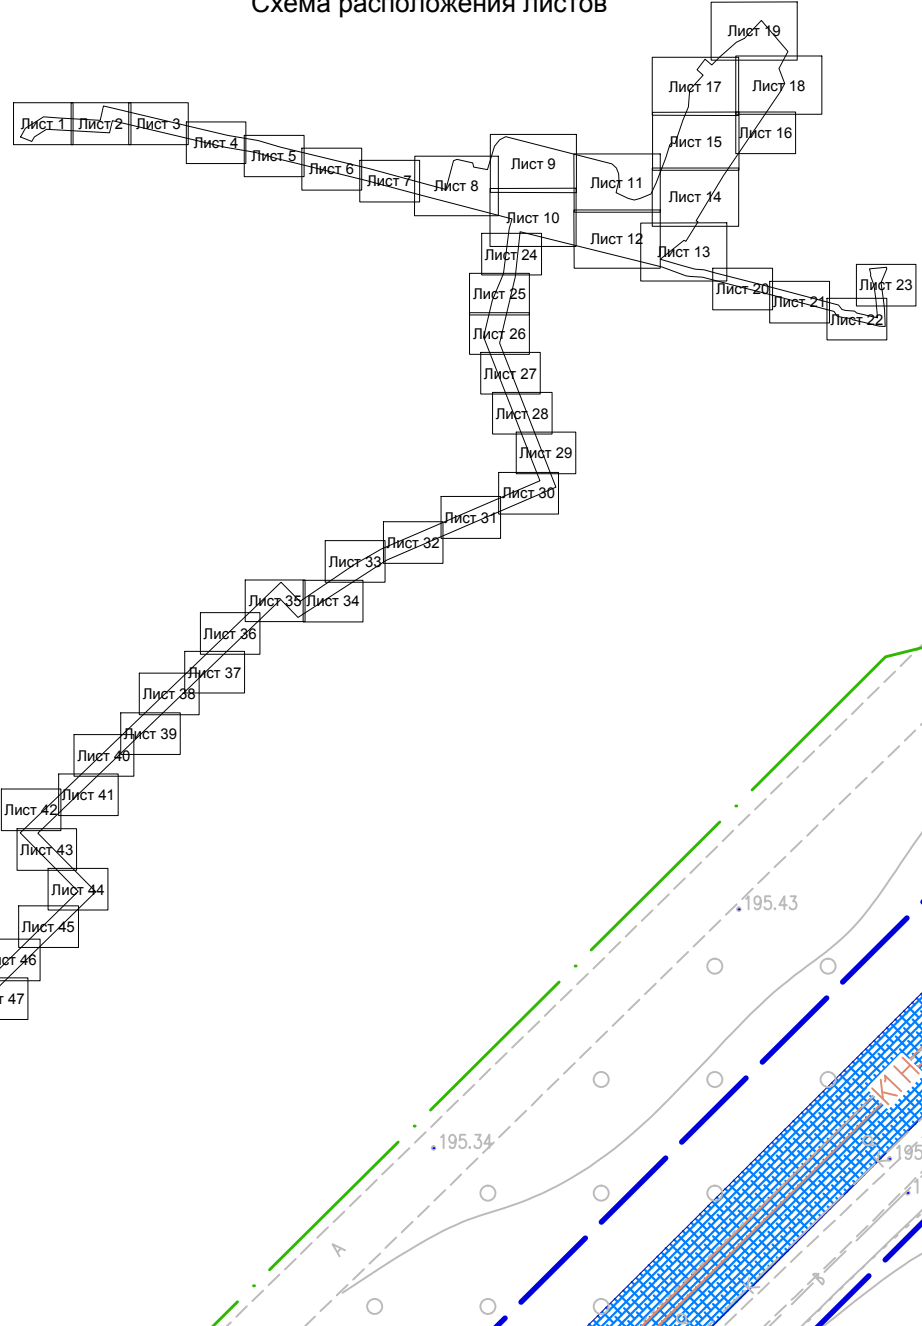 Схема расположения листов
Лист 19
Лист 17
Лист 18
Лист 1
Лист 2
Лист 3
Лист 4
Лист 5
Лист 6
Лист 7
Лист 8
Лист 9
Лист 11
Лист 15
Лист 16
Лист 14
Лист 10
Лист 12
Лист 13
Лист 24
Лист 20
Лист 21
Лист 22
Лист 23
Лист 25
Лист 26
Лист 27
Лист 28
Лист 29
Лист 30
Лист 31
Лист 32
Лист 33
Лист 35
Лист 34
Лист 36
Лист 37
Лист 38
Лист 39
Лист 40
Лист 41
Лист 42
Лист 43
Лист 44
Лист 45
ст 46
т 47
195.43
К1Н
195.34
195
А